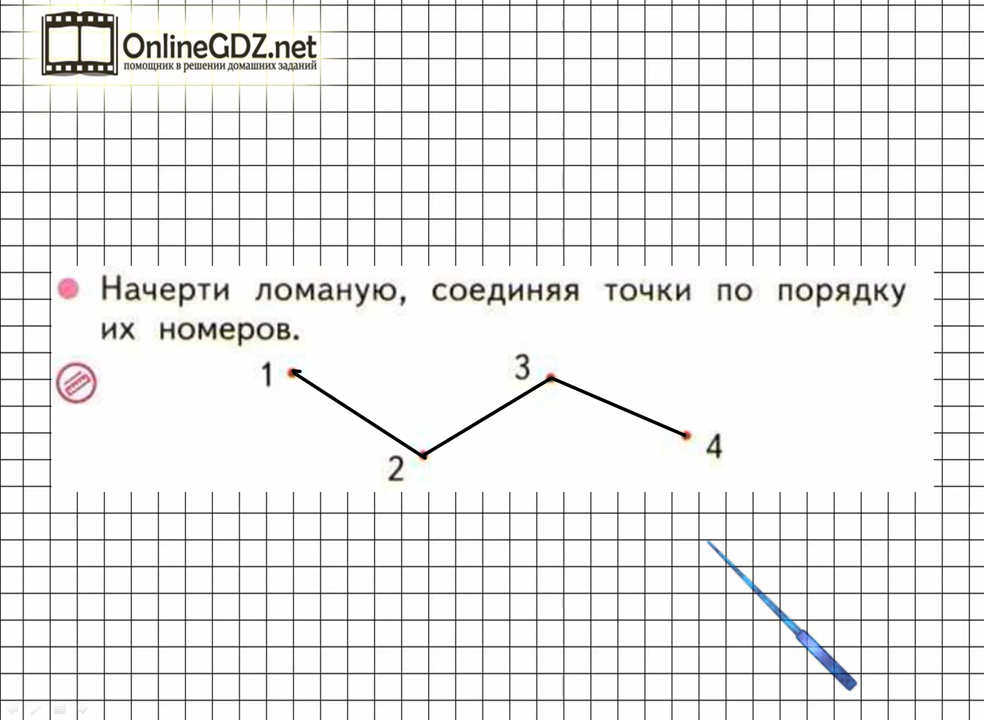 OnlineGDZ.net
помощник в решении домашних заданий
Начерти ломаную, соединяя точки по порядку
их номеров.
1
3
2
4